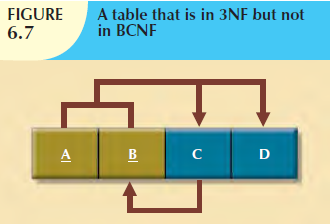 FIGURE
6.7
A table that is in 3NF but not
in BCNF
A B C D